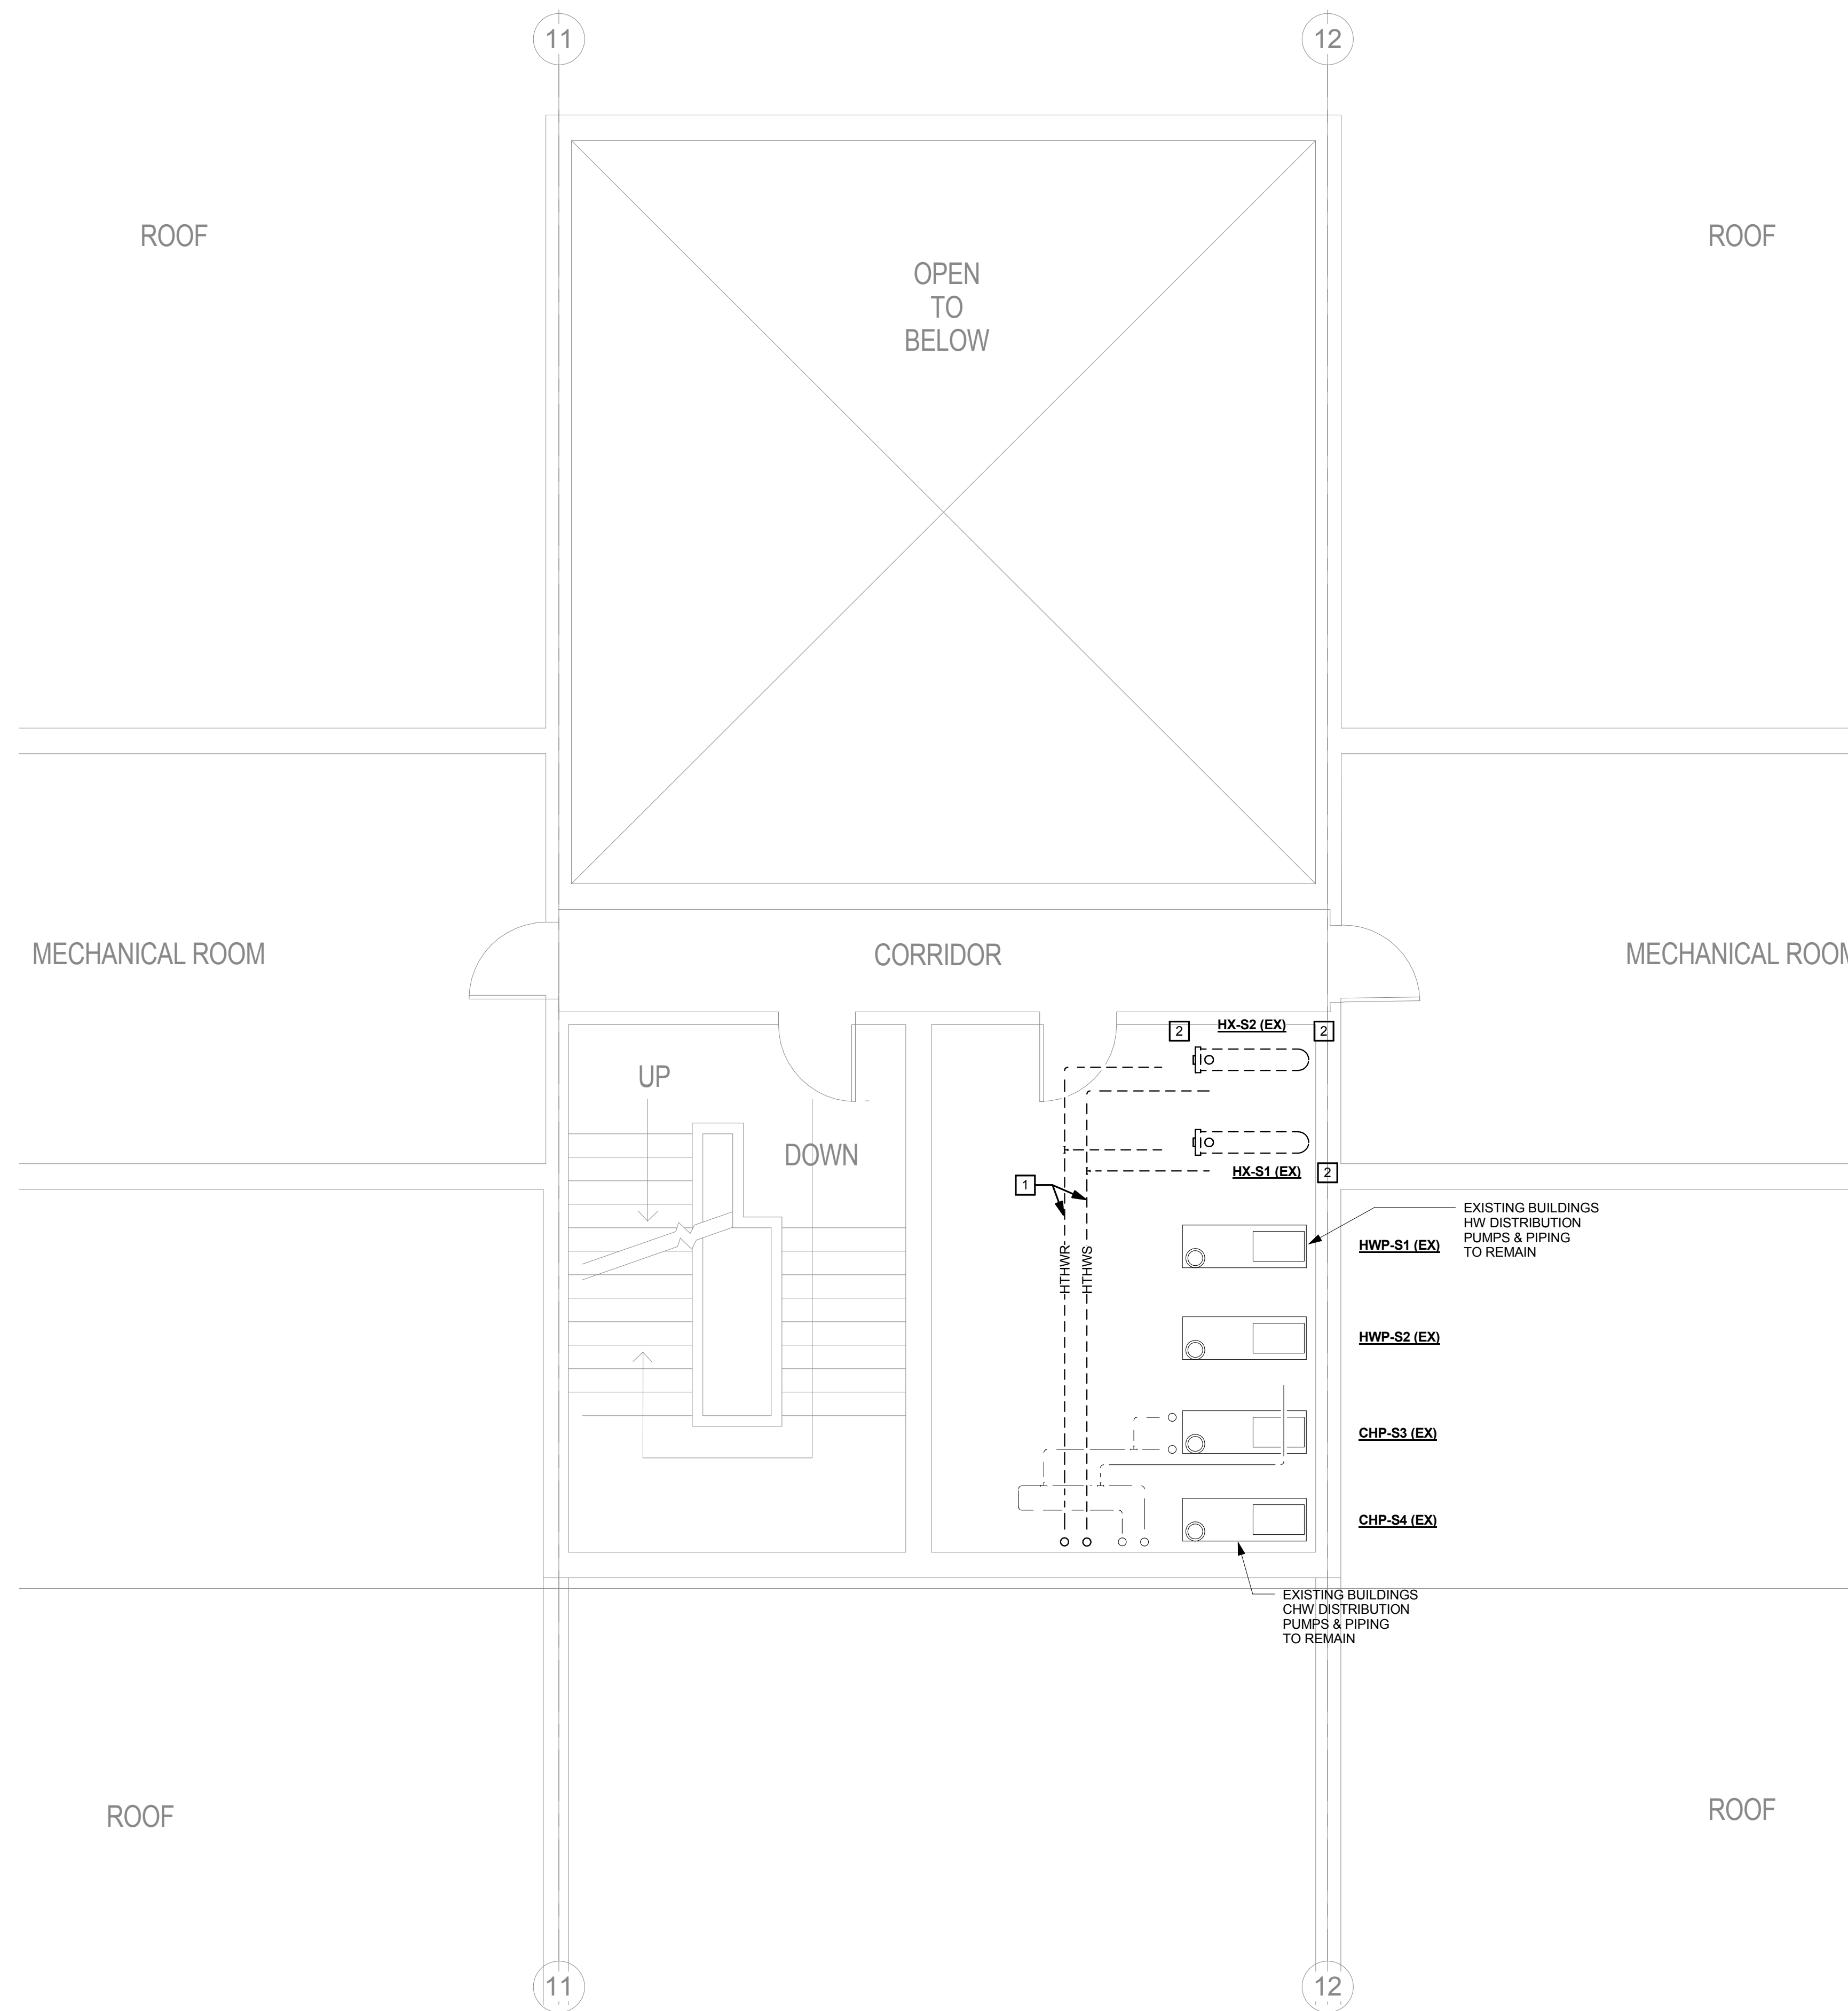 11
12
ROOF
ROOF
OPEN
TO
BELOW
MECHANICAL ROOM
CORRIDOR
MECHANICAL ROOM
2
HX-S2 (EX)
2
UP
DOWN
HX-S1 (EX)
2
1
EXISTING BUILDINGS
HW DISTRIBUTION
PUMPS & PIPING
TO REMAIN
HWP-S1 (EX)
HTHWR
HTHWS
HWP-S2 (EX)
CHP-S3 (EX)
CHP-S4 (EX)
EXISTING BUILDINGS
CHW DISTRIBUTION
PUMPS & PIPING
TO REMAIN
ROOF
ROOF
11
12